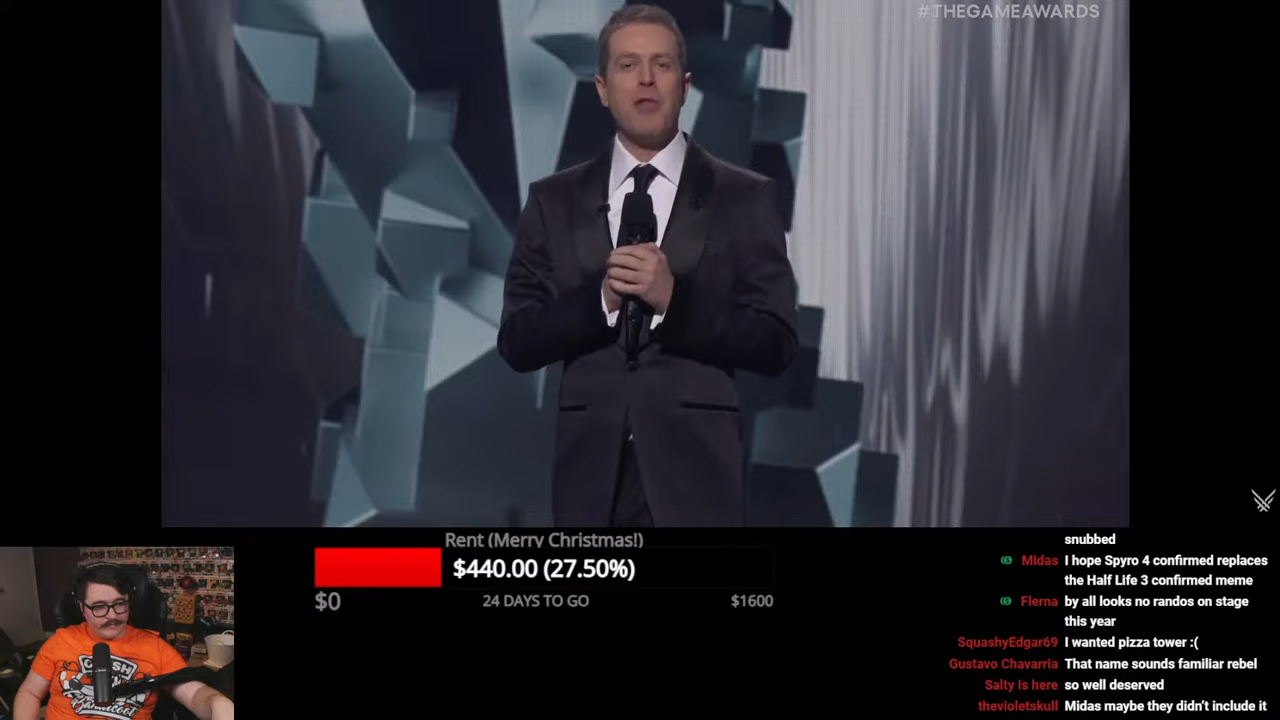 #THEGAMEAWARDS
Rent (Merry Christmas!)
$440.00 (27.50%)
$0 24 DAYS TO GO $1600
snubbed
Midas I hope Spyro 4 confirmed replaces
the Half Life 3 confirmed meme
Flerna by all looks no randos on stage
this year
SquashyEdgar69 I wanted pizza tower :(
Gustavo Chavarria That name sounds familiar rebel
Salty Is here so well deserved
thevioletskull Midas maybe they didn’t include it
CRASH
Bandicoot